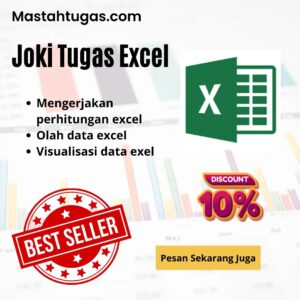 Mastahtugas.com
Joki Tugas Excel
Mengerjakan
perhitungan excel
Olah data excel
Visualisasi data exel
X
DISCOUNT
10%
BEST SELLER
Pesan Sekarang Juga